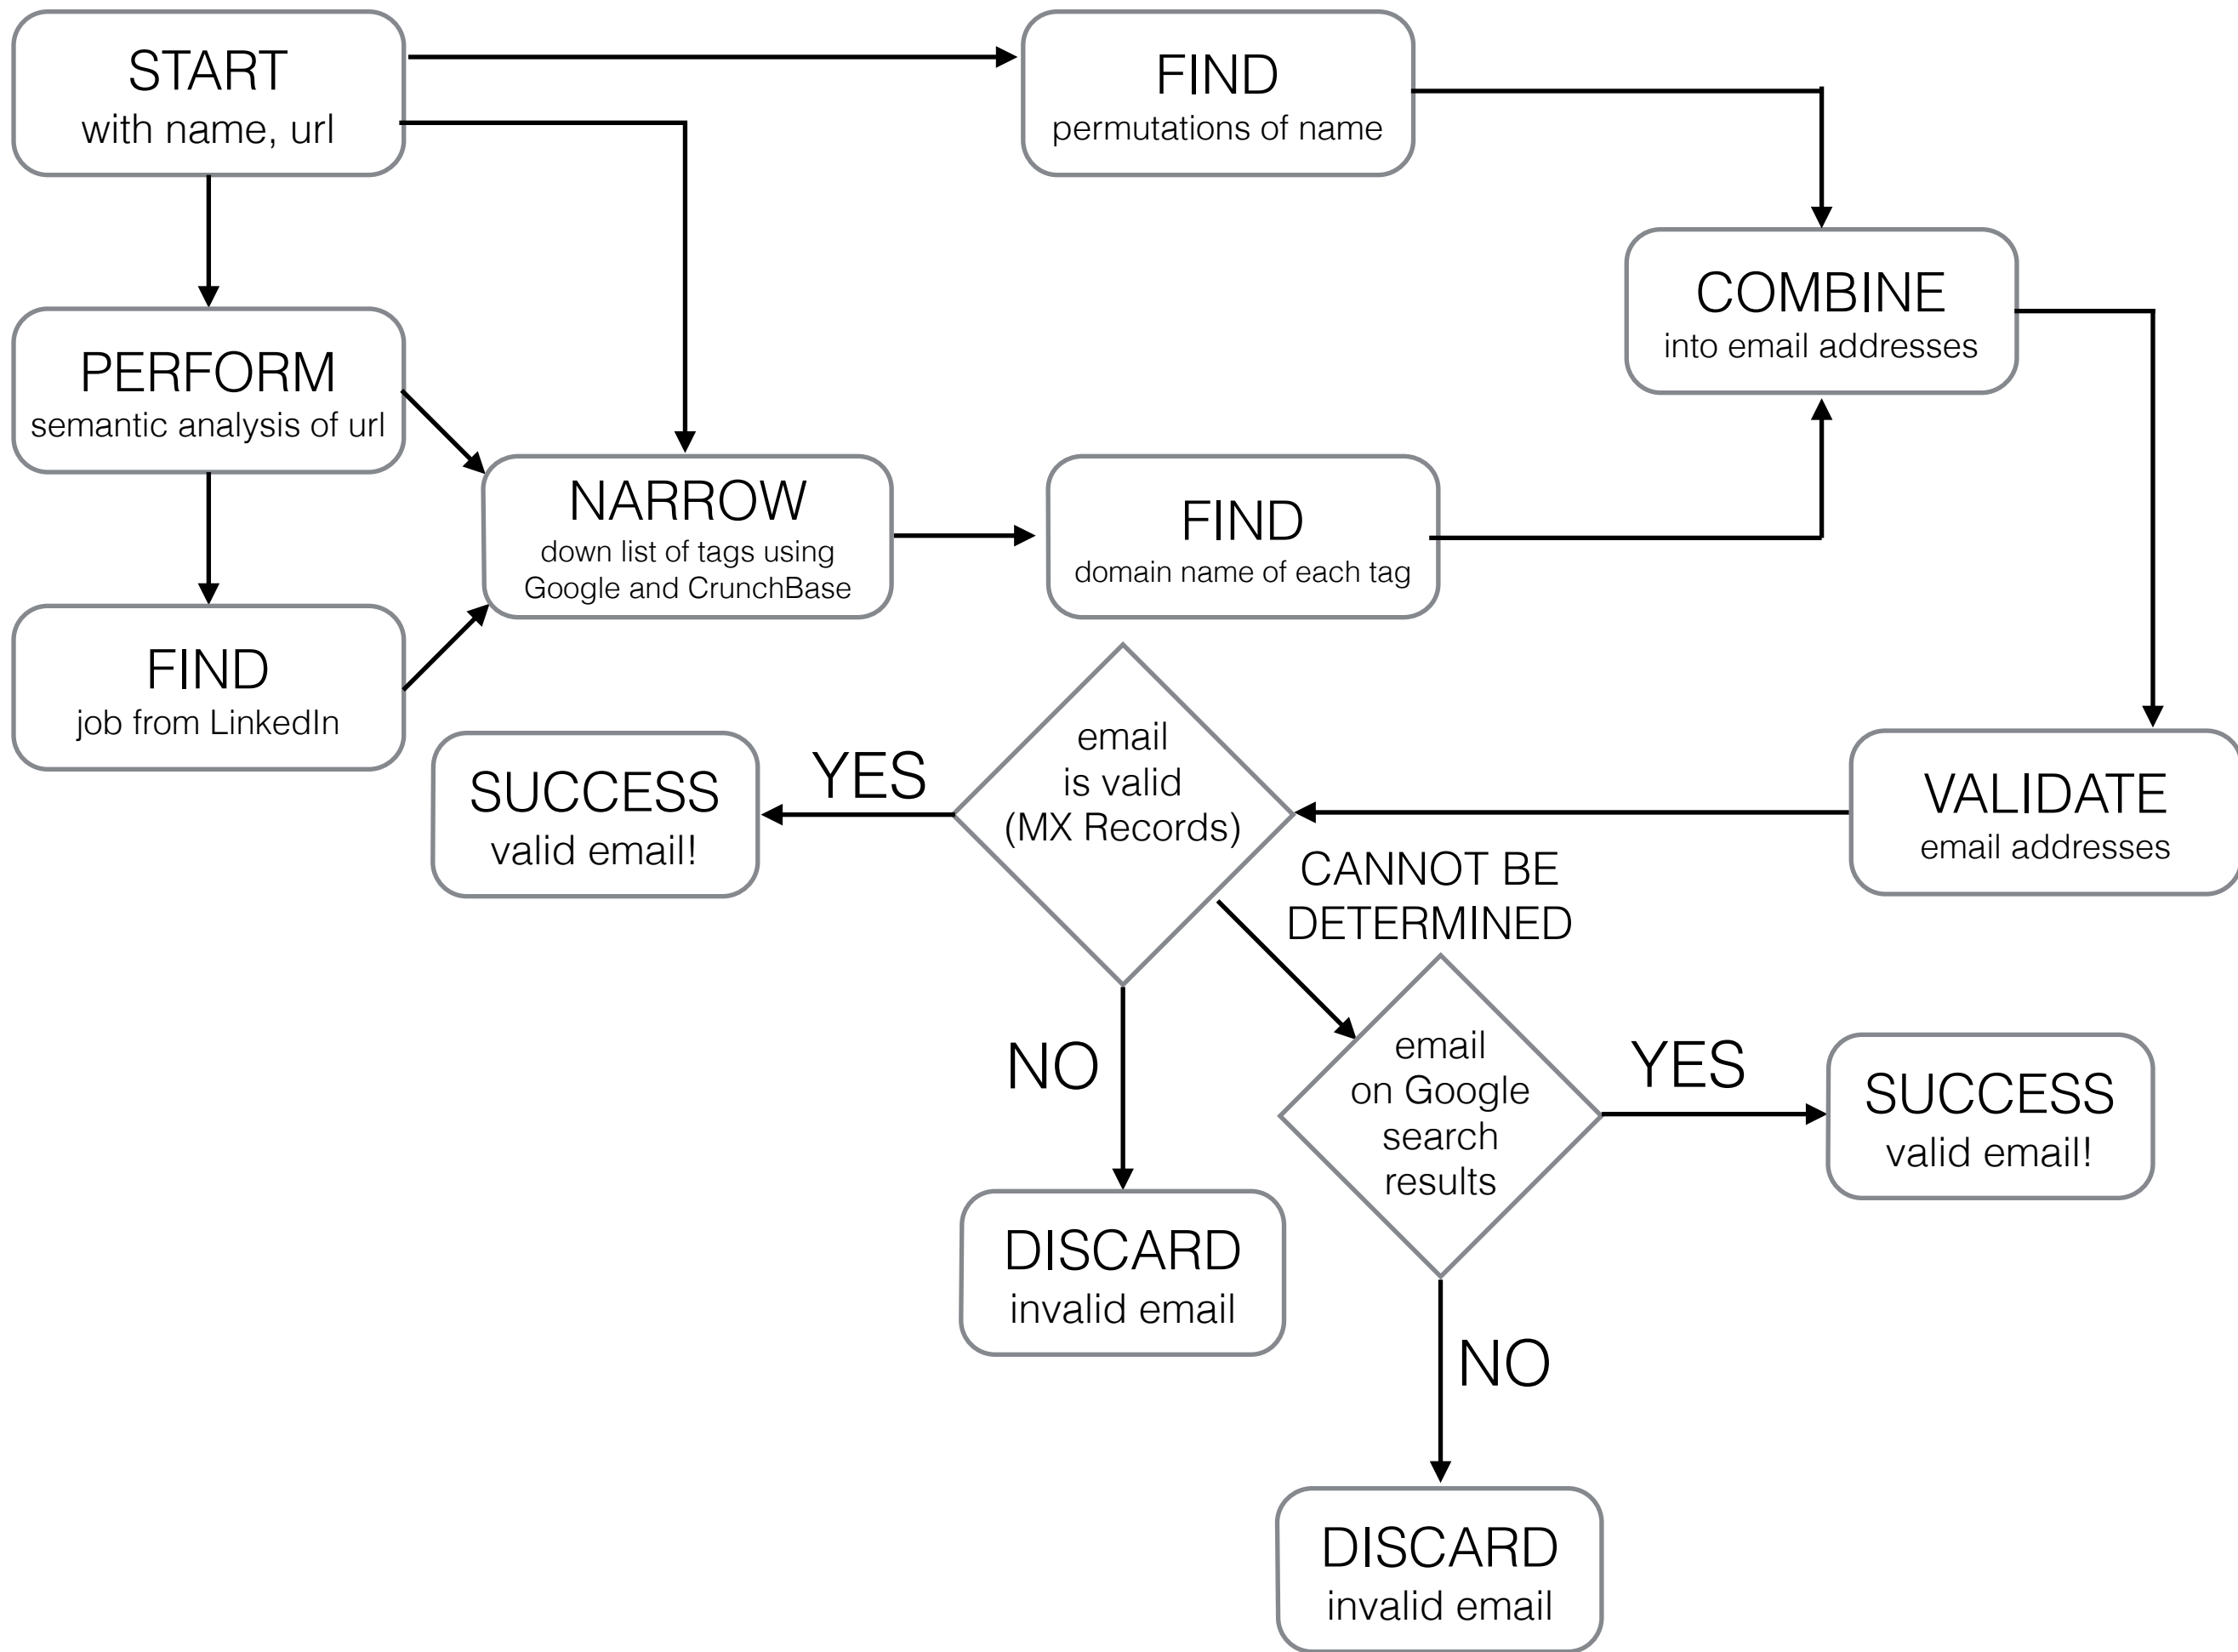 START
with name, url
FIND
permutations of name
COMBINE
into email addresses
PERFORM
semantic analysis of url
NARROW
down list of tags using
Google and CrunchBase
FIND
domain name of each tag
FIND
job from LinkedIn
SUCCESS
valid email!
YES
email
is valid
(MX Records)
VALIDATE
email addresses
CANNOT BE
DETERMINED
NO
email
on Google
search
results
YES
SUCCESS
valid email!
DISCARD
invalid email
NO
DISCARD
invalid email